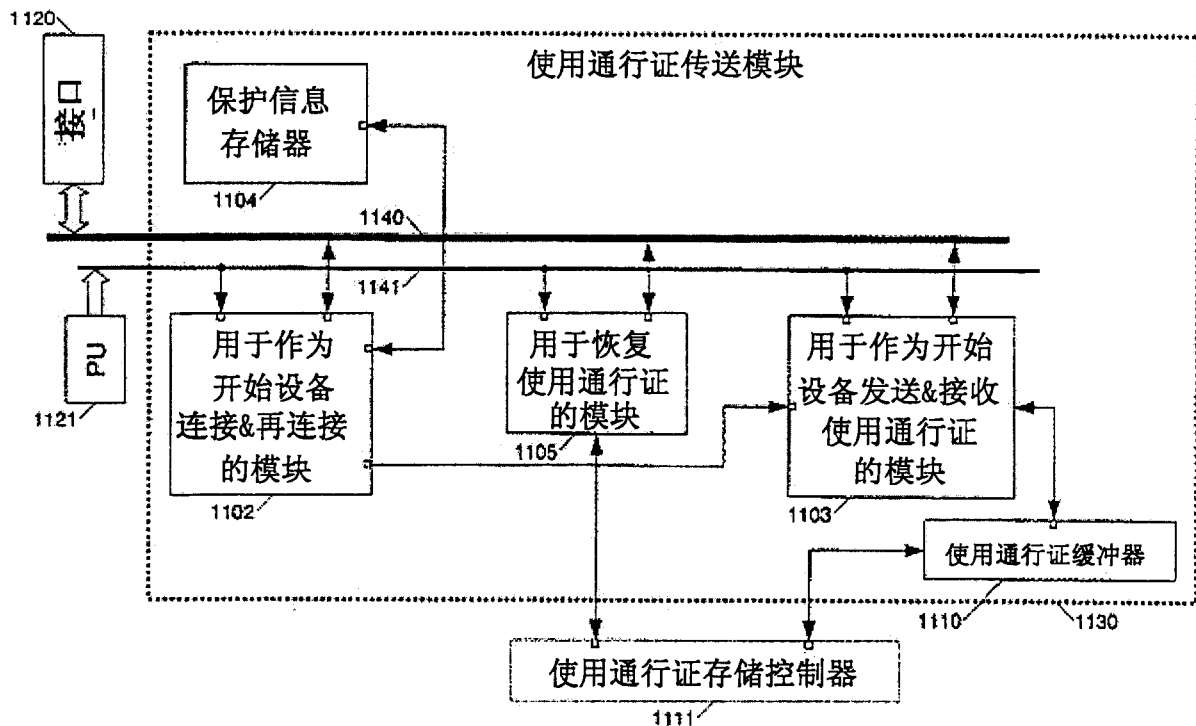 1120
接口
使用通行证传送模块
保护信息
存储器
1104
1140
1141
PU
1121
用于作为
开始设备
连接&再连接
的模块
1102
用于恢复
使用通行证
的模块
1105
用于作为开始
设备发送&接收
使用通行证
的模块
1103
使用通行证缓冲器
1110
1130
使用通行证存储控制器
1111